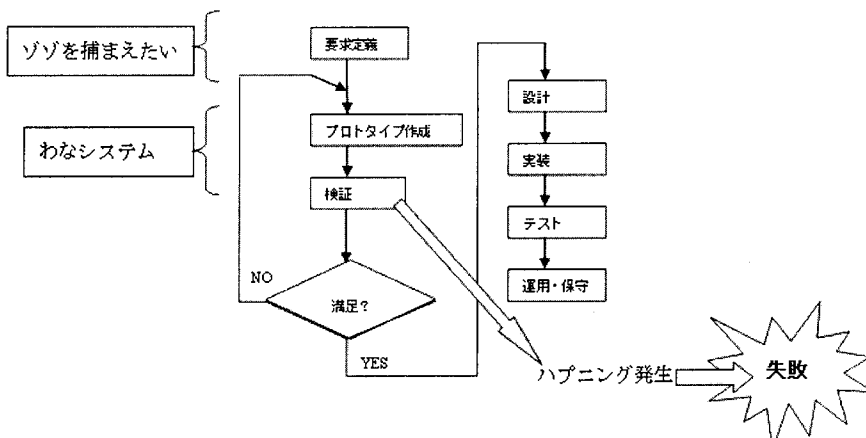 ゾゾを捕まえたい
わなシステム
要求定義
プロトタイプ作成
検証
満足？
NO
YES
設計
実装
テスト
運用・保守
ハプニング発生
失敗